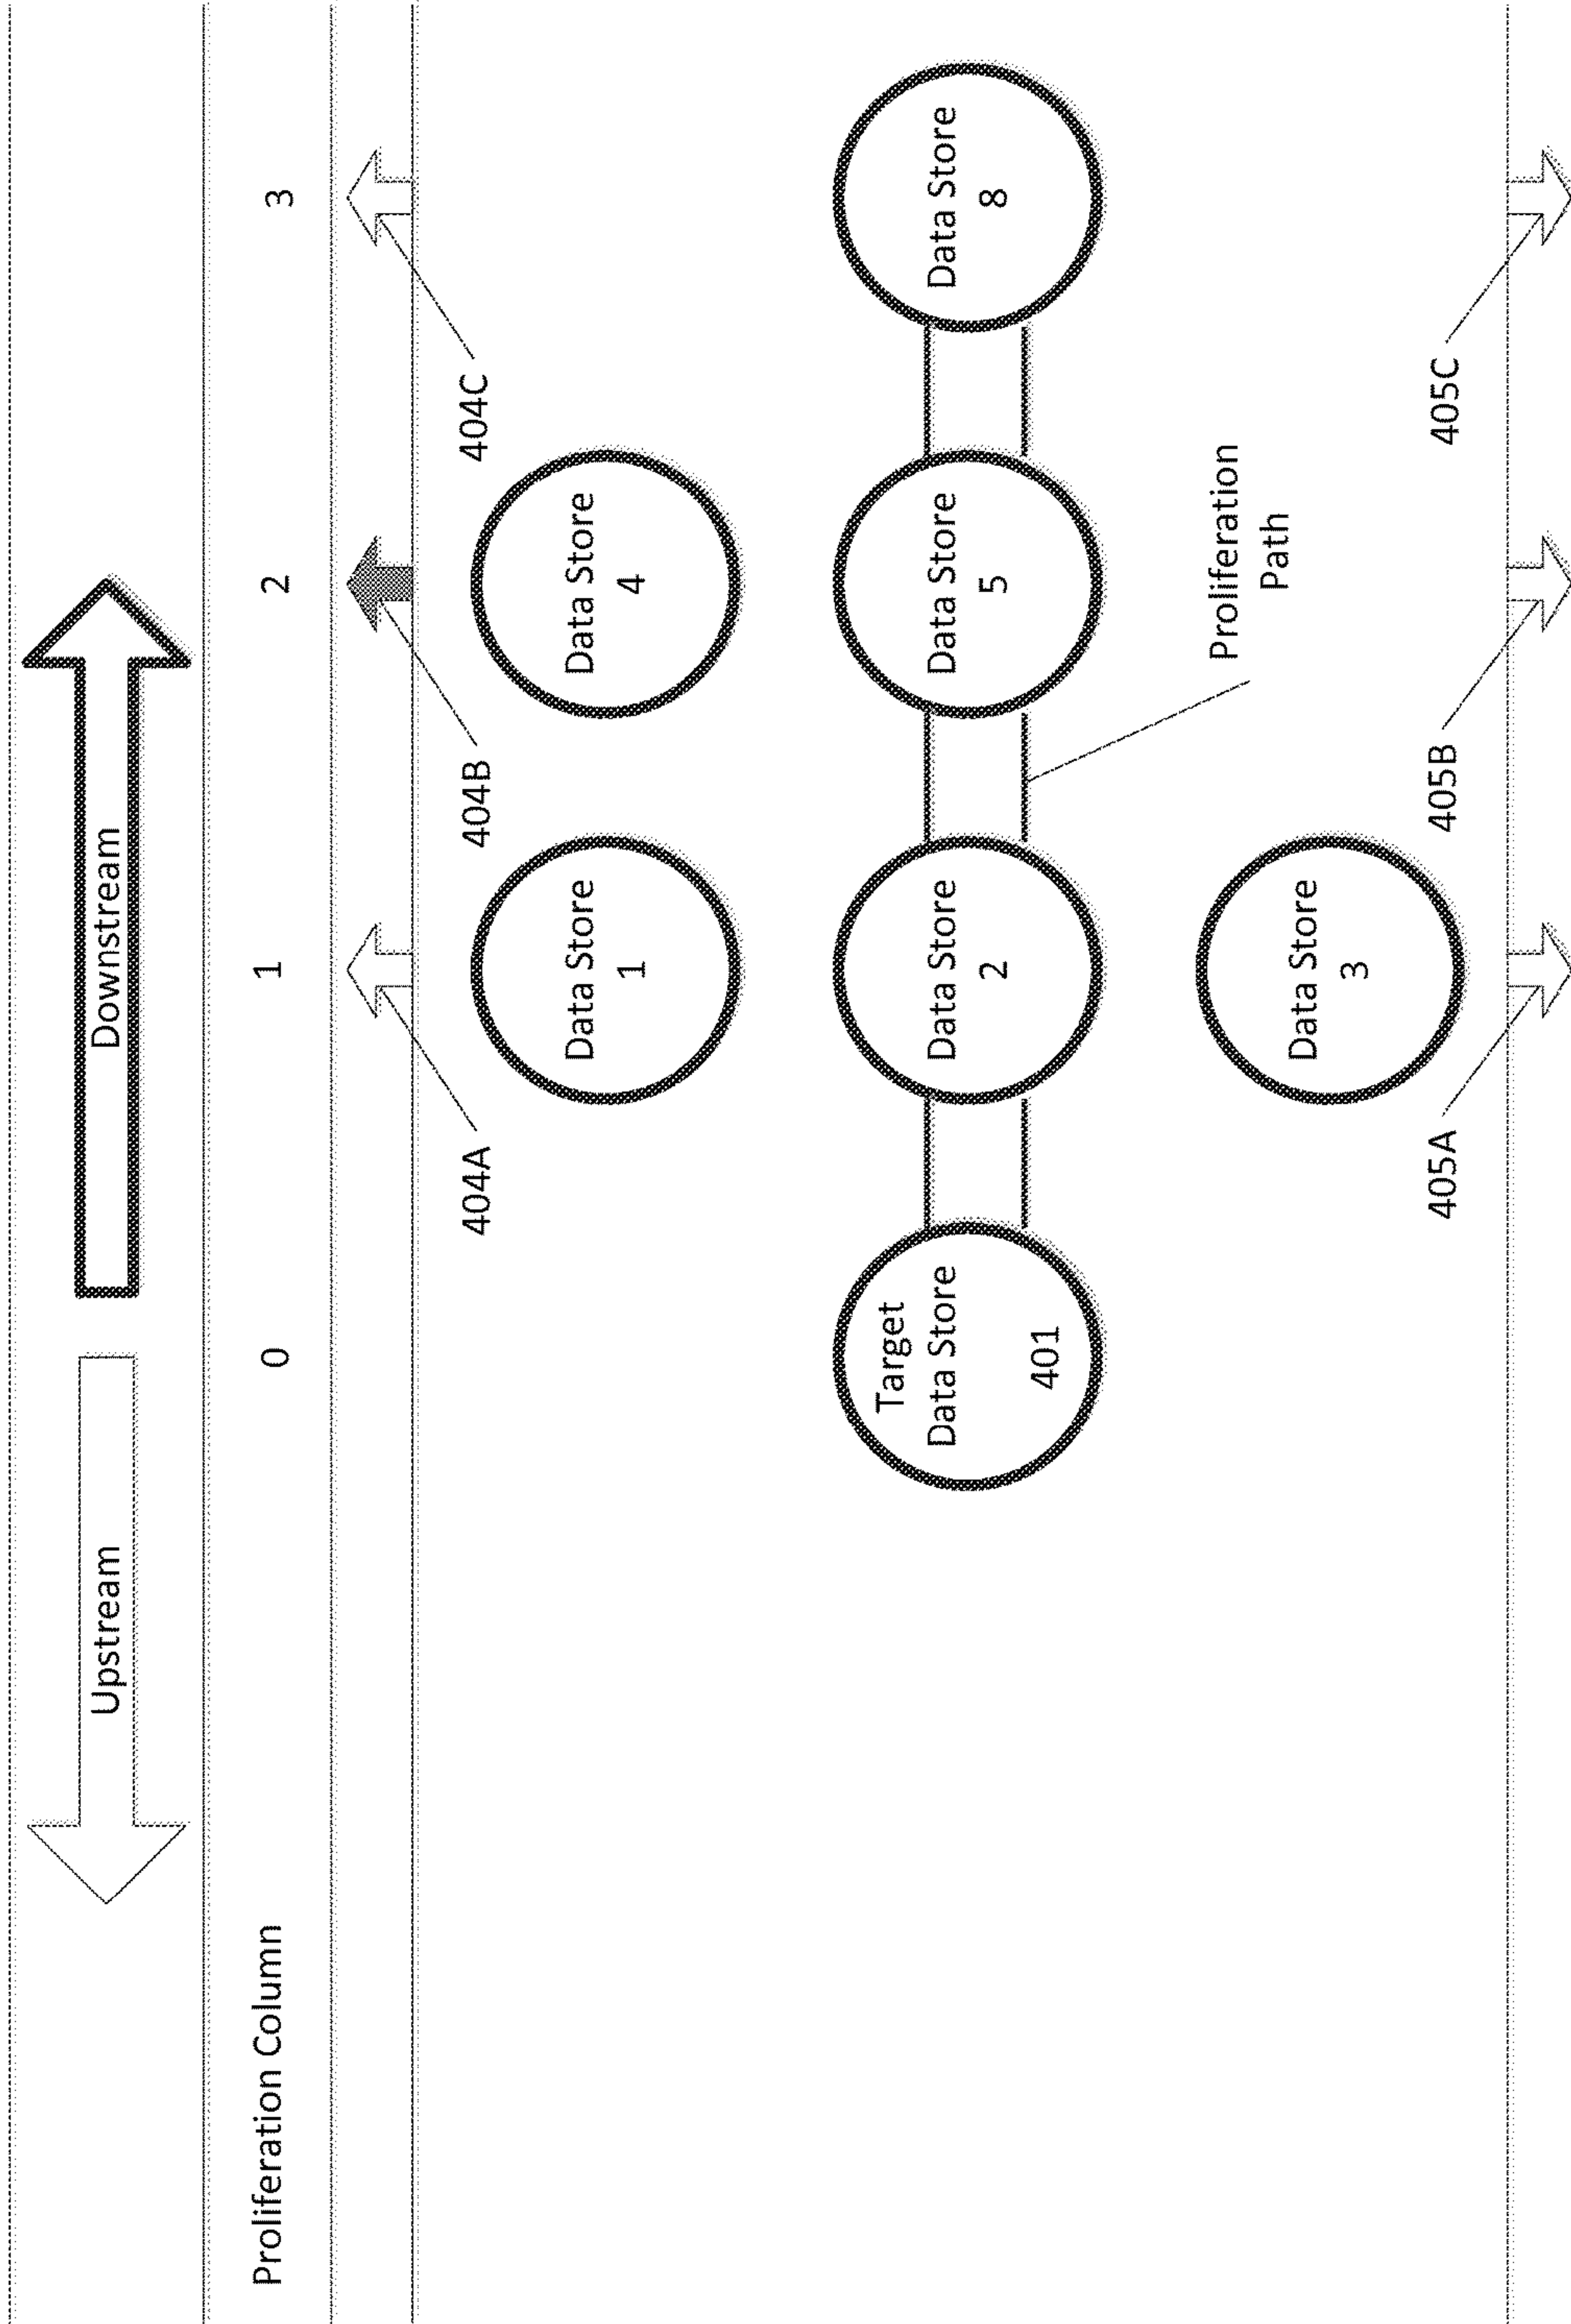 Upstream
Downstream
Proliferation Column
0
1
2
3
404A
404B
404C
Data Store
1
Data Store
4
Target
Data Store
401
Data Store
2
Data Store
5
Data Store
8
Proliferation
Path
Data Store
3
405A
405B
405C